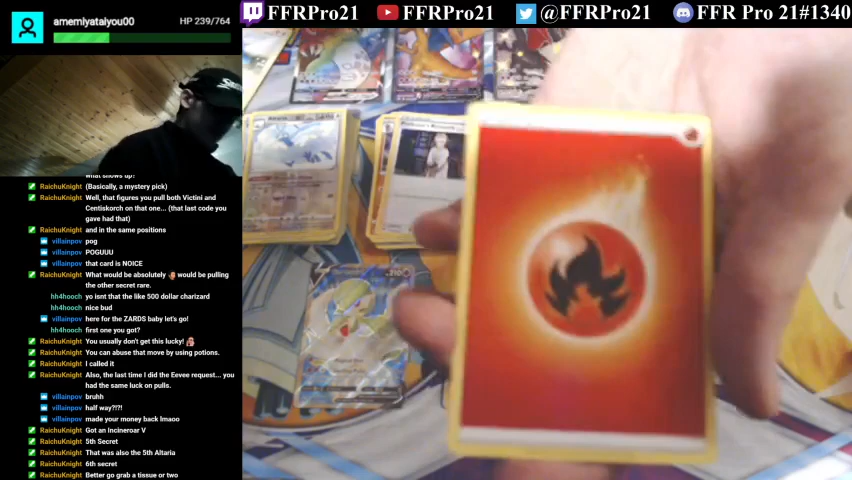 amemiyatalyou00
HP 239/764
FFRPro21
FFRPro21
@FFRPro21
FFR Pro 21#1340
what shows up?
RaichuKnight (Basically, a mystery pick)
RaichuKnight Well, that figures you pull both Victini
and Centiskorch on that one... (that last code you
gave had that)
RaichuKnight and in the same positions
villainpov pog
villainpov POGUUU
villainpov that card is NOICE
RaichuKnight What would be absolutely would be pulling
the other secret rare.
hh4hooch yo isnt that the like 500 dollar charizard
hh4hooch nice bud
villainpov here for the ZARDS baby let's go!
hh4hooch first one you got?
RaichuKnight You usually don't get this lucky!
RaichuKnight You can abuse that move by using potions.
RaichuKnight I called it
RaichuKnight Also, the last time I did the Eevee request... you
had the same luck on pulls.
villainpov bruhh
villainpov half way?!?!
villainpov made your money back lmaoo
RaichuKnight Got an Incineroar V
RaichuKnight 5th Secret
RaichuKnight That was also the 5th Altaria
RaichuKnight 6th secret
RaichuKnight Better go grab a tissue or two
210